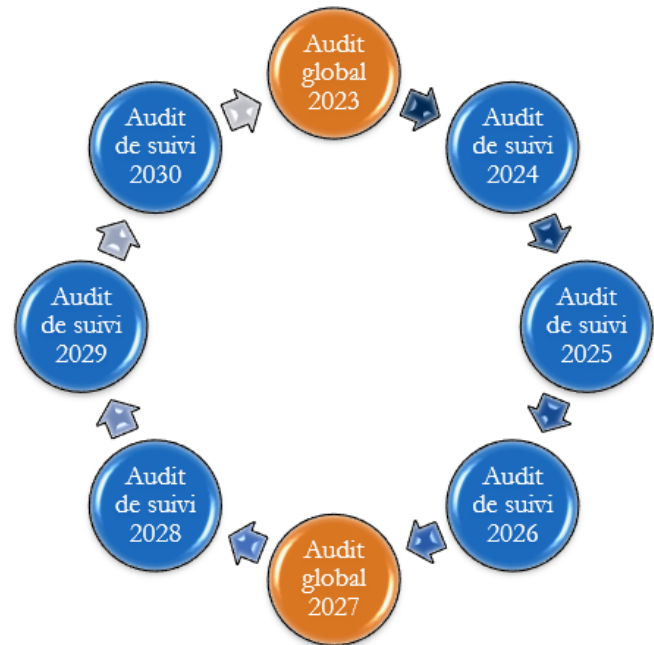 Audit
global
2023
Audit
de suivi
2024
Audit
de suivi
2025
Audit
de suivi
2026
Audit
global
2027
Audit
de suivi
2028
Audit
de suivi
2029
Audit
de suivi
2030